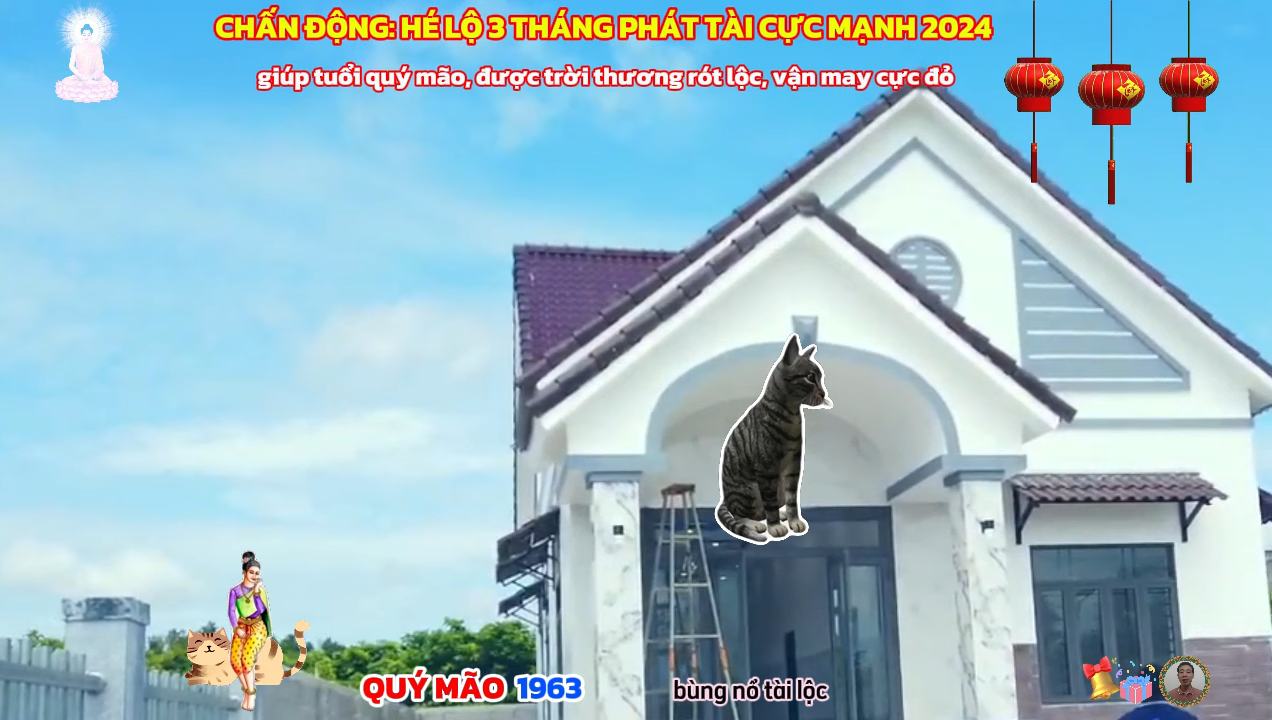 CHẤN ĐỘNG: HÉ LỘ 3 THÁNG PHÁT TÀI CỰC MẠNH 2024
giúp tuổi quý mão, được trời thương rót lộc, vận may cực đỏ
QUÝ MÃO 1963
bùng nổ tài lộc